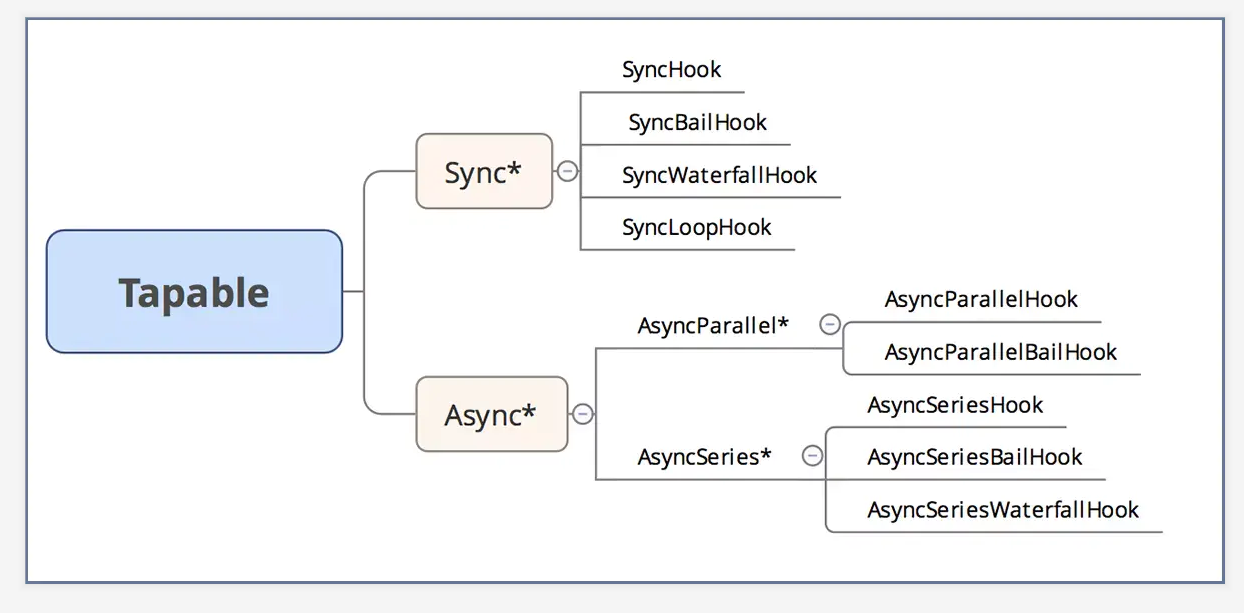 Tapable
Sync*
SyncHook
SyncBailHook
SyncWaterfallHook
SyncLoopHook
Async*
AsyncParallel*
AsyncParallelHook
AsyncParallelBailHook
AsyncSeries*
AsyncSeriesHook
AsyncSeriesBailHook
AsyncSeriesWaterfallHook